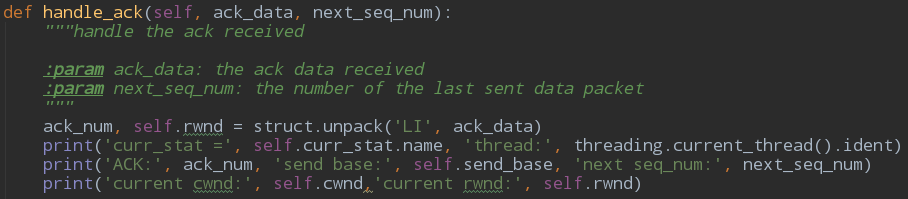 def handle_ack(self, ack_data, next_seq_num):
    """handle the ack received
    :param ack_data: the ack data received
    :param next_seq_num: the number of the last sent data packet
    """
    ack_num, self.rwnd = struct.unpack('LI', ack_data)
    print('curr_stat =', self.curr_stat.name, 'thread:', threading.current_thread().ident)
    print('ACK:', ack_num, 'send base:', self.send_base, 'next seq_num:', next_seq_num)
    print('current cwnd:', self.cwnd,'current rwnd:', self.rwnd)